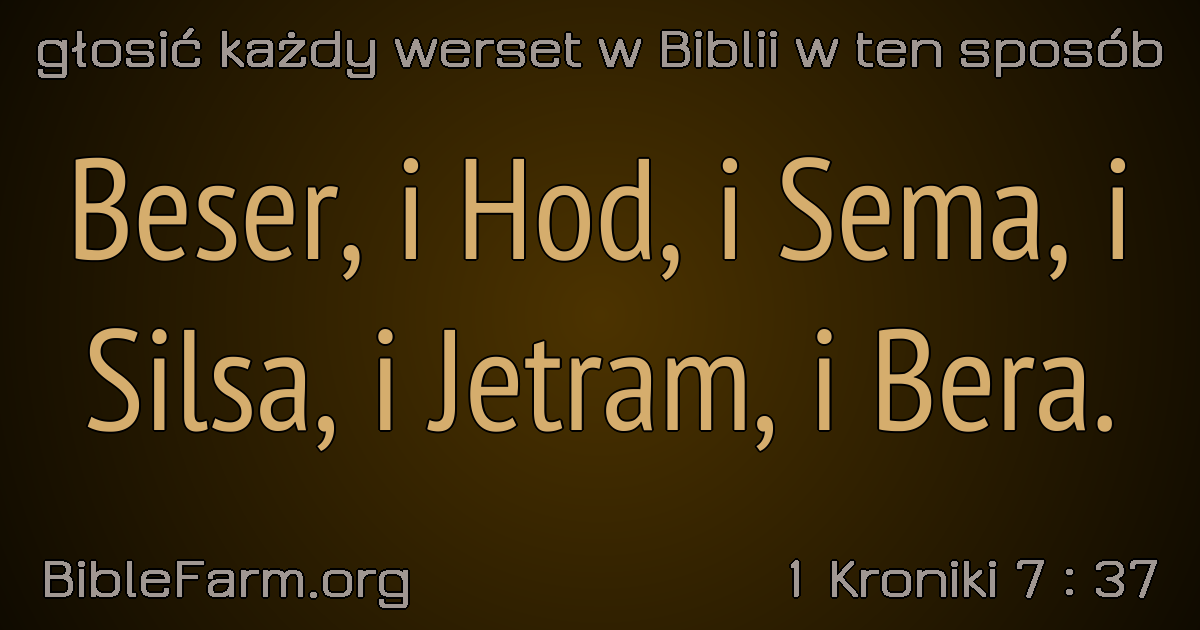 głosić każdy werset w Biblii w ten sposób
Beser, i Hod, i Sema, i
Silsa, i Jetram, i Bera.
BibleFarm.org
1 Kroniki 7 : 37